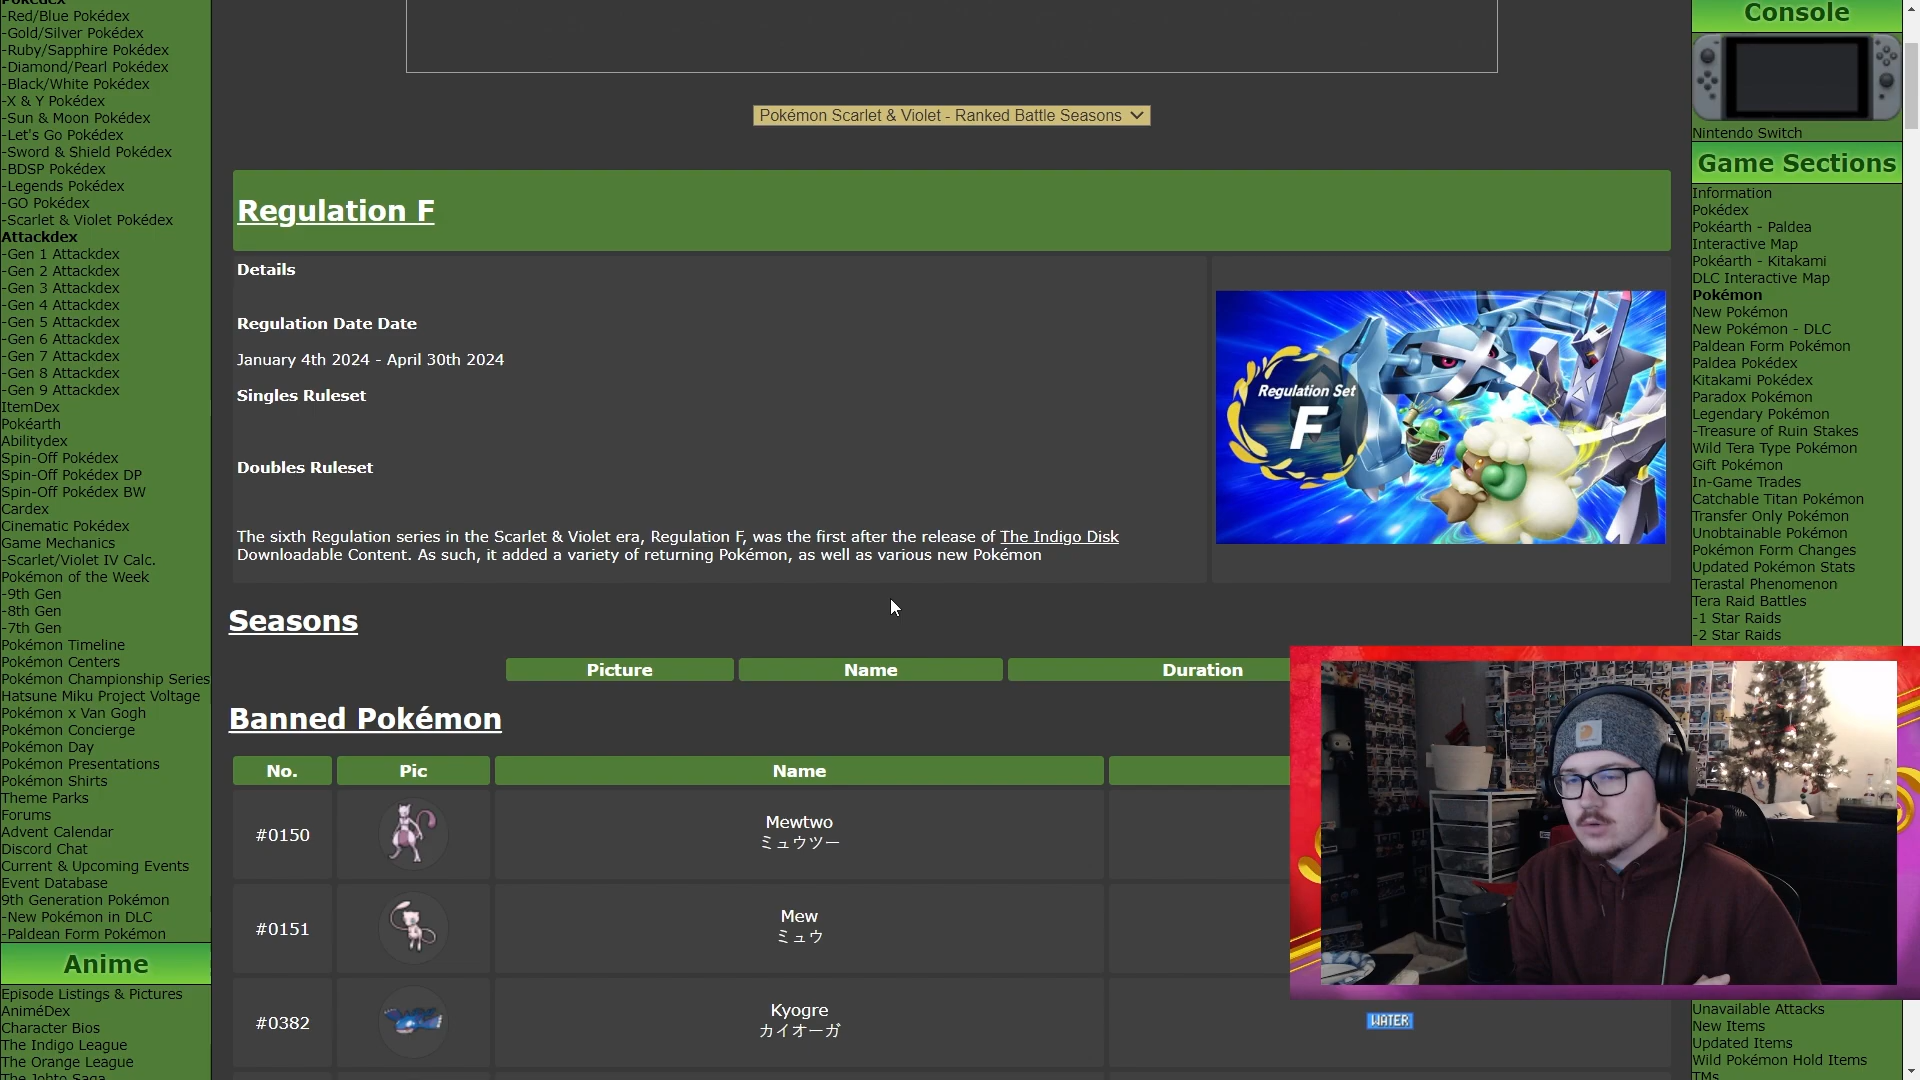 Pokédex
-Red/Blue Pokédex
-Gold/Silver Pokédex
-Ruby/Sapphire Pokédex
-Diamond/Pearl Pokédex
-Black/White Pokédex
-X & Y Pokédex
-Sun & Moon Pokédex
-Let's Go Pokédex
-Sword & Shield Pokédex
-BDSP Pokédex
-Legends Pokédex
-GO Pokédex
-Scarlet & Violet Pokédex
Attackdex
-Gen 1 Attackdex
-Gen 2 Attackdex
-Gen 3 Attackdex
-Gen 4 Attackdex
-Gen 5 Attackdex
-Gen 6 Attackdex
-Gen 7 Attackdex
-Gen 8 Attackdex
-Gen 9 Attackdex
ItemDex
Pokéarth
Abilitydex
Spin-Off Pokédex
Spin-Off Pokédex DP
Spin-Off Pokédex BW
Cardex
Cinematic Pokédex
Game Mechanics
-Scarlet/Violet IV Calc.
Pokémon of the Week
-9th Gen
-8th Gen
-7th Gen
Pokémon Timeline
Pokémon Centers
Pokémon Championship Series
Hatsune Miku Project Voltage
Pokémon x Van Gogh
Pokémon Concierge
Pokémon Day
Pokémon Presentations
Pokémon Shirts
Theme Parks
Forums
Advent Calendar
Discord Chat
Current & Upcoming Events
Event Database
9th Generation Pokémon
-New Pokémon in DLC
-Paldean Form Pokémon
Anime
Episode Listings & Pictures
AniméDex
Character Bios
The Indigo League
The Orange League
The Johto Saga
Pokémon Scarlet & Violet - Ranked Battle Seasons
Regulation F
Details
Regulation Date Date
January 4th 2024 - April 30th 2024
Singles Ruleset
Doubles Ruleset
The sixth Regulation series in the Scarlet & Violet era, Regulation F, was the first after the release of The Indigo Disk
Downloadable Content. As such, it added a variety of returning Pokémon, as well as various new Pokémon
Regulation Set
F
Seasons
Picture Name Duration
Banned Pokémon
No. Pic Name
#0150 Mewtwo
ミュウツー
#0151 Mew
ミュウ
#0382 Kyogre
カイオーガ
WATER
Console
Nintendo Switch
Game Sections
Information
Pokédex
Pokéarth - Paldea
Interactive Map
Pokéarth - Kitakami
DLC Interactive Map
Pokémon
New Pokémon
New Pokémon - DLC
Paldean Form Pokémon
Paldea Pokédex
Kitakami Pokédex
Paradox Pokémon
Legendary Pokémon
-Treasure of Ruin Stakes
Wild Tera Type Pokémon
Gift Pokémon
In-Game Trades
Catchable Titan Pokémon
Transfer Only Pokémon
Unobtainable Pokémon
Pokémon Form Changes
Updated Pokémon Stats
Terastal Phenomenon
Tera Raid Battles
-1 Star Raids
-2 Star Raids
Unavailable Attacks
New Items
Updated Items
Wild Pokémon Hold Items
TMs